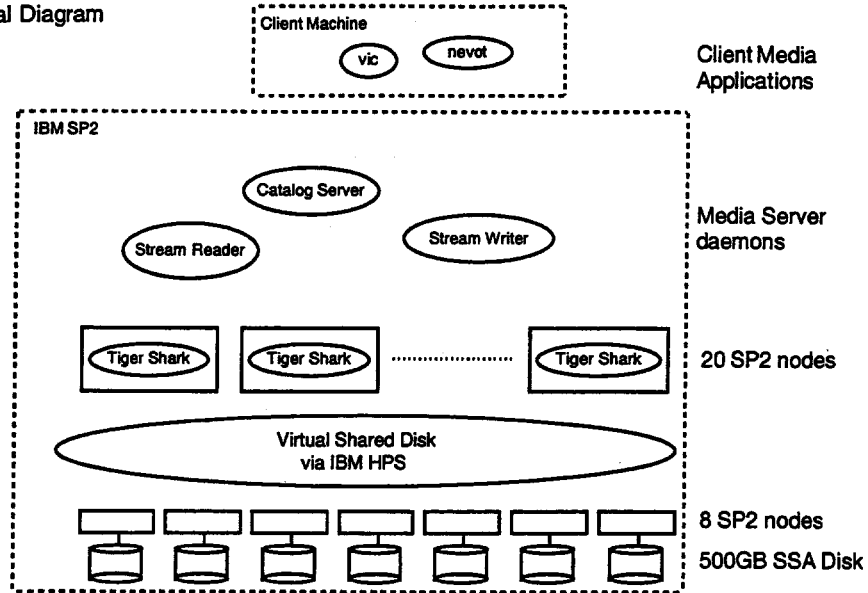 al Diagram
Client Machine
vic
nevot
Client Media
Applications
IBM SP2
Catalog Server
Stream Reader
Stream Writer
Media Server
daemons
Tiger Shark
Tiger Shark
Tiger Shark
20 SP2 nodes
Virtual Shared Disk
via IBM HPS
8 SP2 nodes
500GB SSA Disk